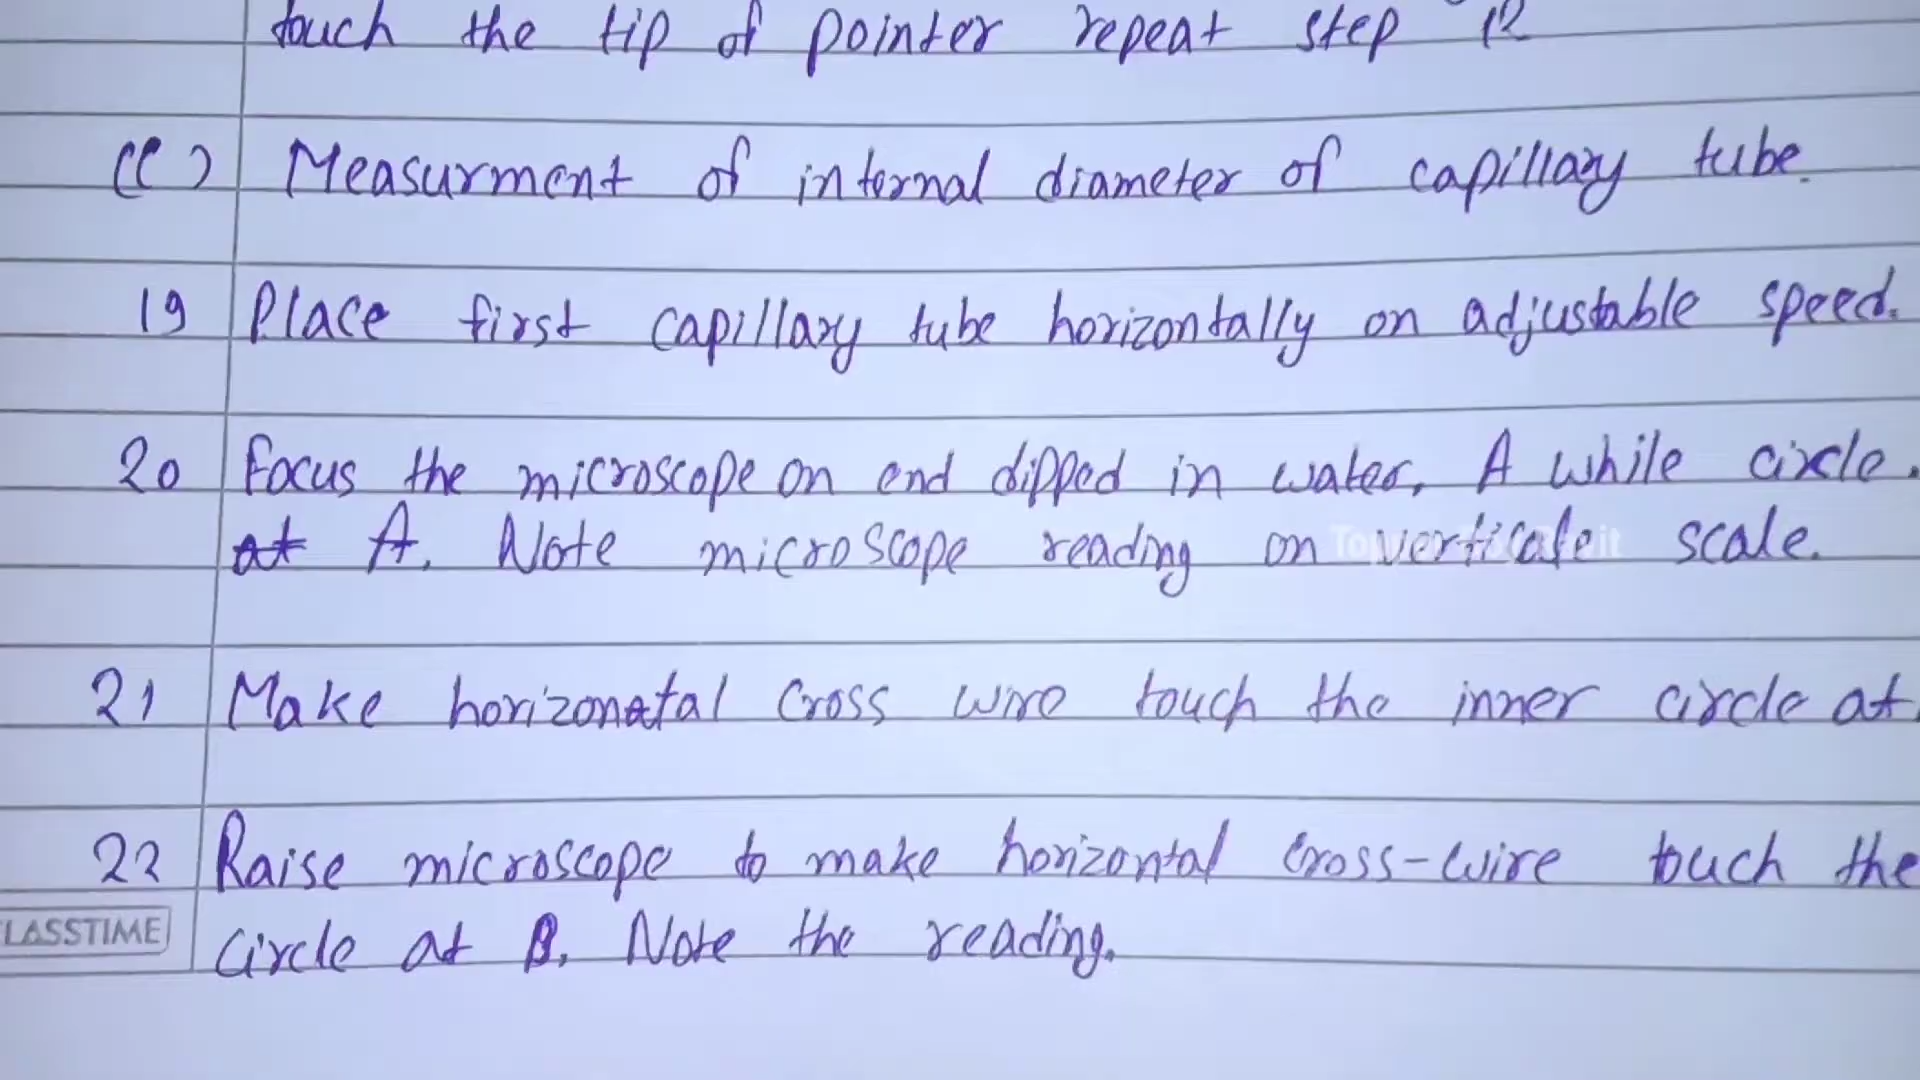 touch the tip of pointer repeat step 12
(C) Measurment of internal diameter of capillary tube.
19 Place first capillary tube horizontally on adjustable speed.
20 Focus the microscope on end dipped in water. A while circle.
at A. Note microscope reading on verticale scale.
21 Make horizonatal Cross wire touch the inner circle at
22 Raise microscope to make horizontal Cross-wire touch the
Circle at B. Note the reading.
LASSTIME